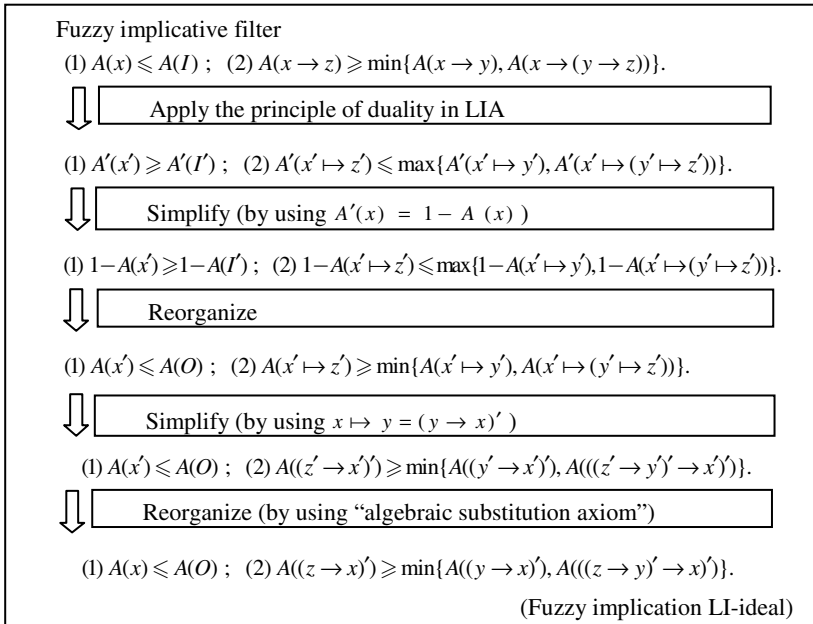 Fuzzy implicative filter
(1) A(x) ⩽ A(I) ; (2) A(x → z) ⩾ min{A(x → y), A(x → (y → z))}.
Apply the principle of duality in LIA
(1) A′(x′) ⩾ A′(I′) ; (2) A′(x′ ↦ z′) ⩽ max{A′(x′ ↦ y′), A′(x′ ↦ (y′ ↦ z′))}.
Simplify (by using A′(x) = 1 − A (x) )
(1) 1−A(x′) ⩾ 1−A(I′) ; (2) 1−A(x′ ↦ z′) ⩽ max{1−A(x′ ↦ y′),1−A(x′ ↦ (y′ ↦ z′))}.
Reorganize
(1) A(x′) ⩽ A(O) ; (2) A(x′ ↦ z′) ⩾ min{A(x′ ↦ y′), A(x′ ↦ (y′ ↦ z′))}.
Simplify (by using x ↦ y = (y → x)′ )
(1) A(x′) ⩽ A(O) ; (2) A((z′ → x′)′) ⩾ min{A((y′ → x′)′), A(((z′ → y′)′ → x′)′)}.
Reorganize (by using “algebraic substitution axiom”)
(1) A(x) ⩽ A(O) ; (2) A((z → x)′) ⩾ min{A((y → x)′), A(((z → y)′ → x)′)}.
(Fuzzy implication LI-ideal)